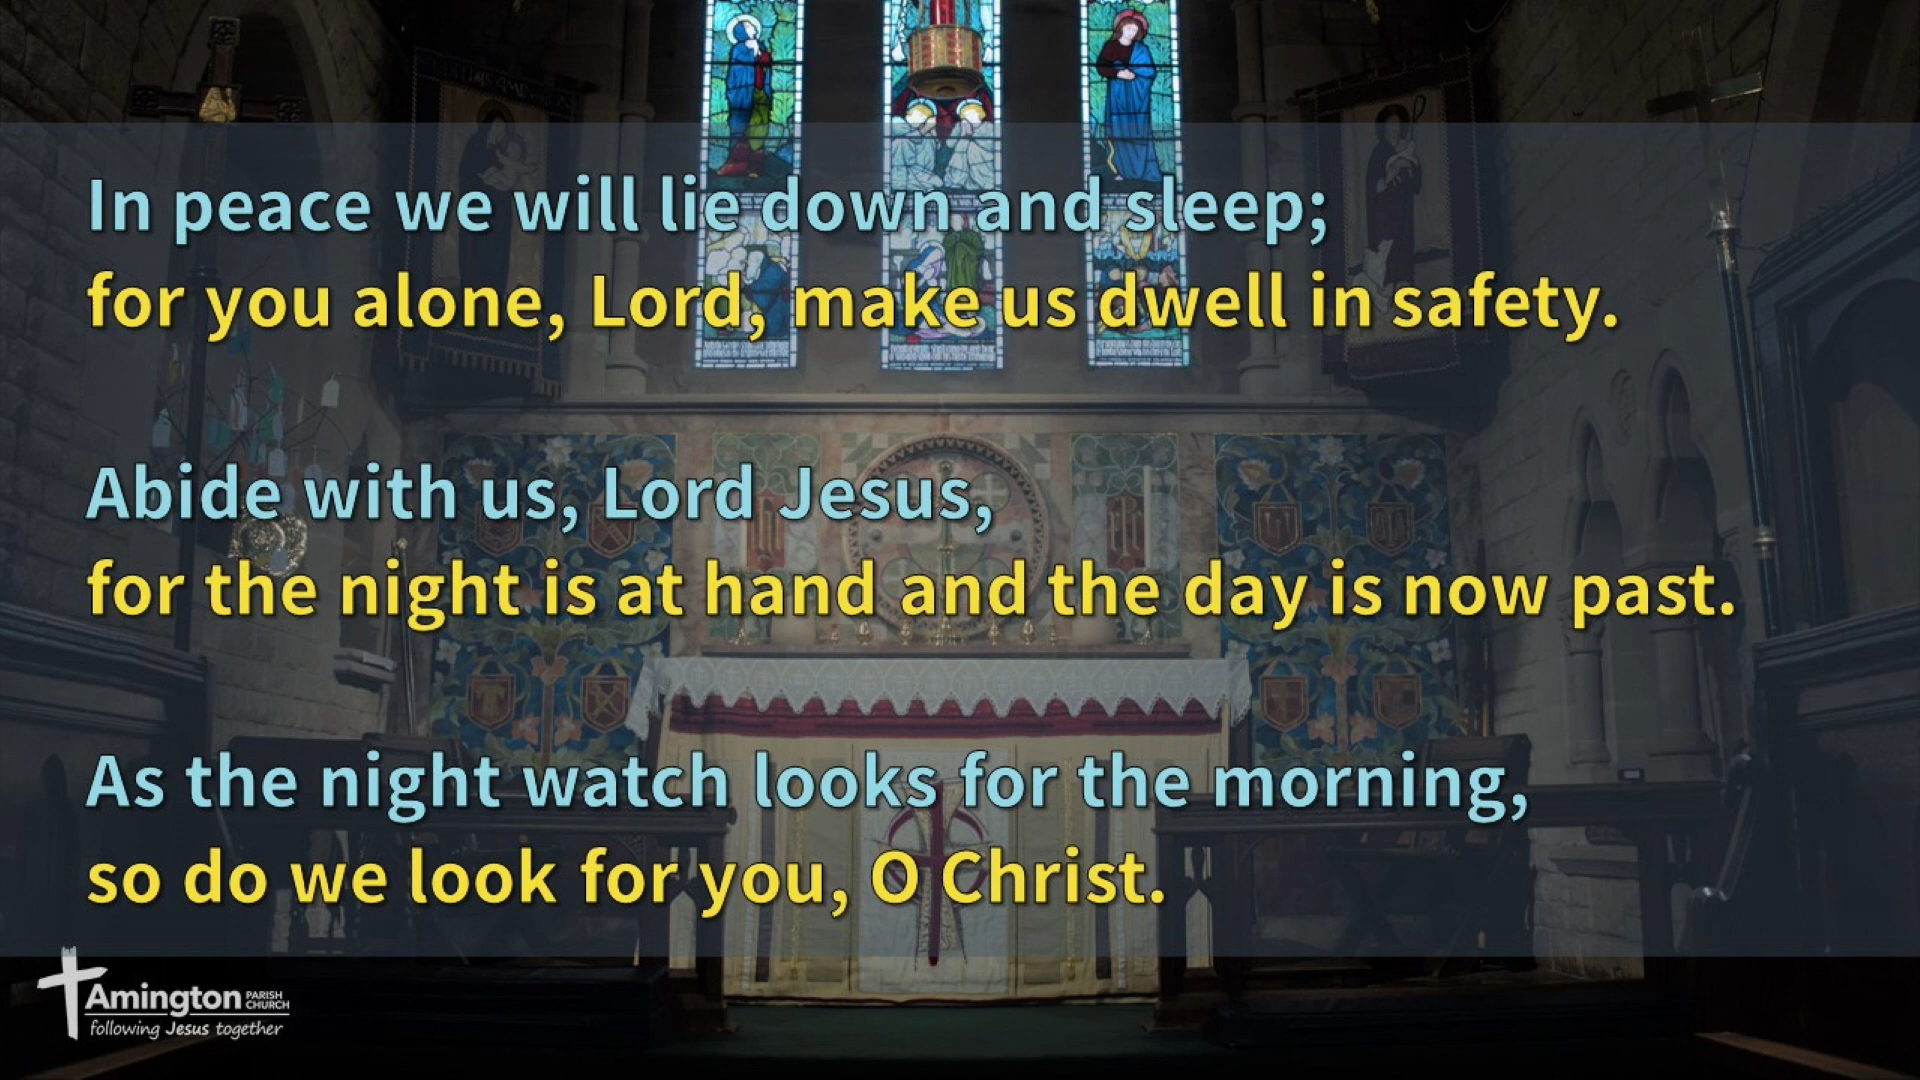 In peace we will lie down and sleep;
for you alone, Lord, make us dwell in safety.
Abide with us, Lord Jesus,
for the night is at hand and the day is now past.
As the night watch looks for the morning,
so do we look for you, O Christ.
Amington PARISH CHURCH
following Jesus together